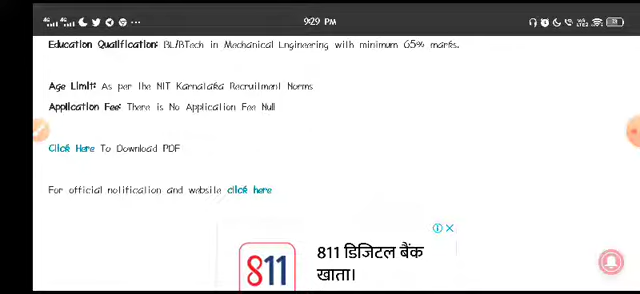 9:29 PM
Education Qualification: BE/BTech in Mechanical Engineering with minimum 65% marks.
Age Limit: As per the NIT Karnataka Recruitment Norms
Application Fee: There is No Application Fee Null
Click Here To Download PDF
For official notification and website click here
811
811 डिजिटल बैंक
खाता।